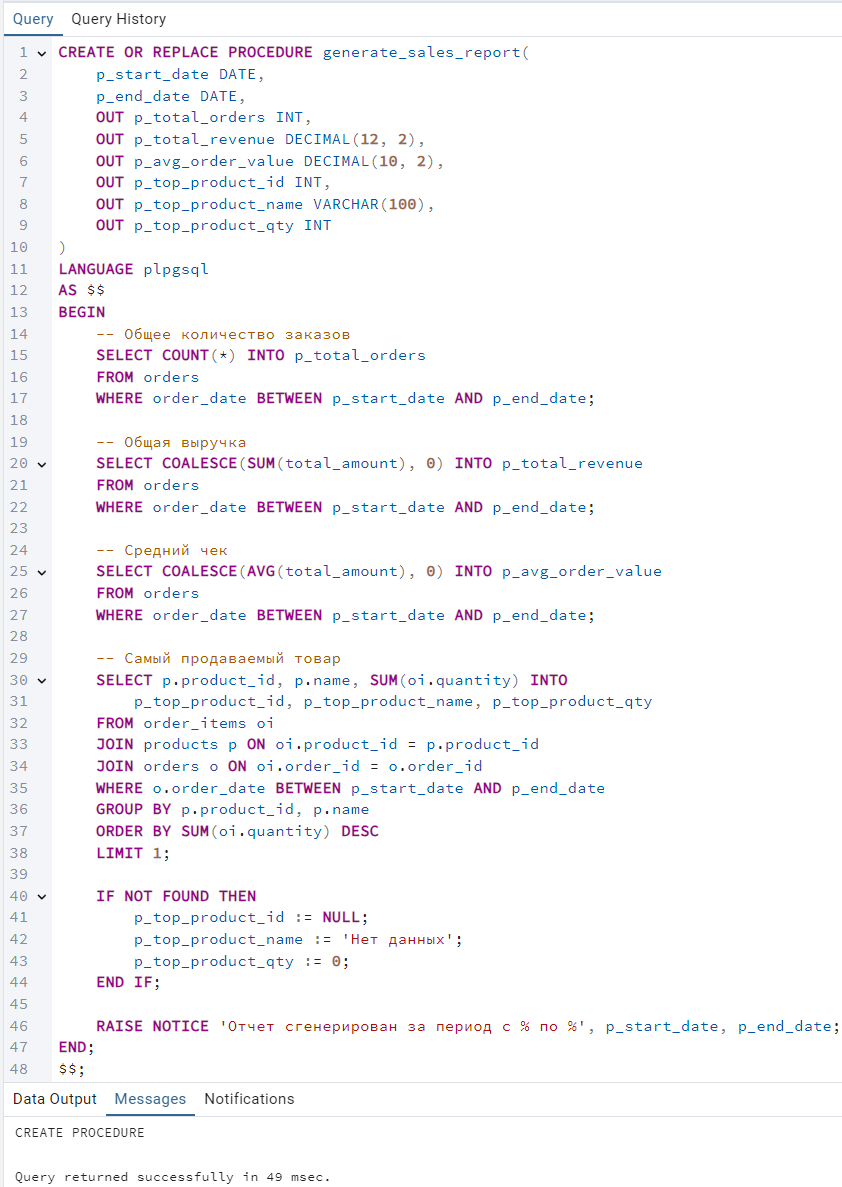 Query Query History
1 CREATE OR REPLACE PROCEDURE generate_sales_report(
2     p_start_date DATE,
3     p_end_date DATE,
4     OUT p_total_orders INT,
5     OUT p_total_revenue DECIMAL(12, 2),
6     OUT p_avg_order_value DECIMAL(10, 2),
7     OUT p_top_product_id INT,
8     OUT p_top_product_name VARCHAR(100),
9     OUT p_top_product_qty INT
10 )
11 LANGUAGE plpgsql
12 AS $$
13 BEGIN
14     -- Общее количество заказов
15     SELECT COUNT(*) INTO p_total_orders
16     FROM orders
17     WHERE order_date BETWEEN p_start_date AND p_end_date;
18
19     -- Общая выручка
20     SELECT COALESCE(SUM(total_amount), 0) INTO p_total_revenue
21     FROM orders
22     WHERE order_date BETWEEN p_start_date AND p_end_date;
23
24     -- Средний чек
25     SELECT COALESCE(AVG(total_amount), 0) INTO p_avg_order_value
26     FROM orders
27     WHERE order_date BETWEEN p_start_date AND p_end_date;
28
29     -- Самый продаваемый товар
30     SELECT p.product_id, p.name, SUM(oi.quantity) INTO
31         p_top_product_id, p_top_product_name, p_top_product_qty
32     FROM order_items oi
33     JOIN products p ON oi.product_id = p.product_id
34     JOIN orders o ON oi.order_id = o.order_id
35     WHERE o.order_date BETWEEN p_start_date AND p_end_date
36     GROUP BY p.product_id, p.name
37     ORDER BY SUM(oi.quantity) DESC
38     LIMIT 1;
39
40     IF NOT FOUND THEN
41         p_top_product_id := NULL;
42         p_top_product_name := 'Нет данных';
43         p_top_product_qty := 0;
44     END IF;
45
46     RAISE NOTICE 'Отчет сгенерирован за период с % по %', p_start_date, p_end_date;
47 END;
48 $$;
Data Output Messages Notifications
CREATE PROCEDURE
Query returned successfully in 49 msec.